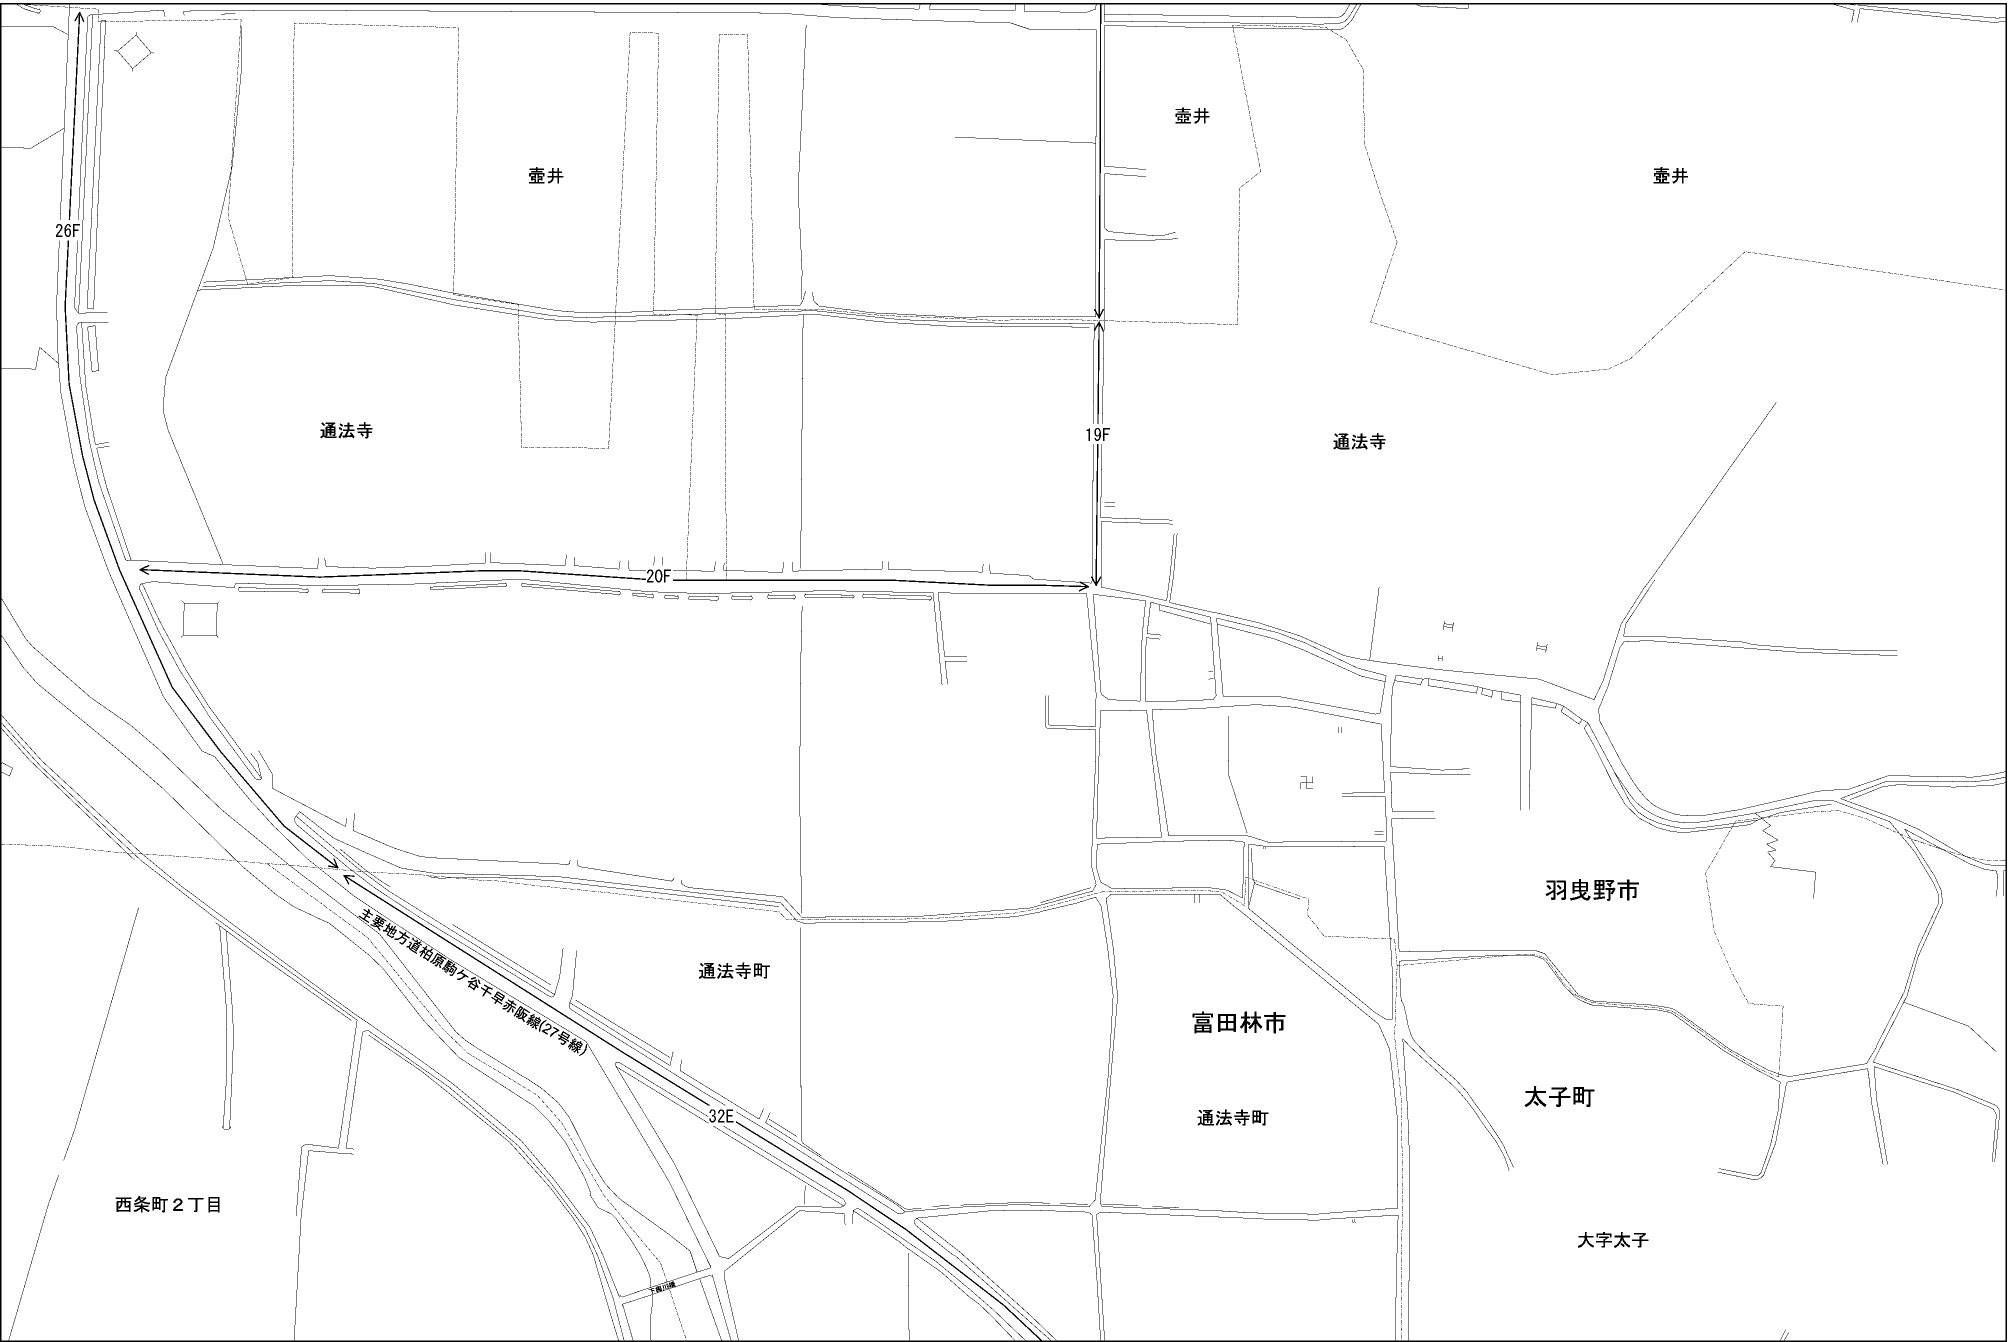 壺井
壺井
壺井
26F
通法寺
19F
通法寺
20F
羽曳野市
主要地方道柏原駒ケ谷千早赤阪線(27号線)
通法寺町
富田林市
太子町
32E
通法寺町
西条町２丁目
大字太子